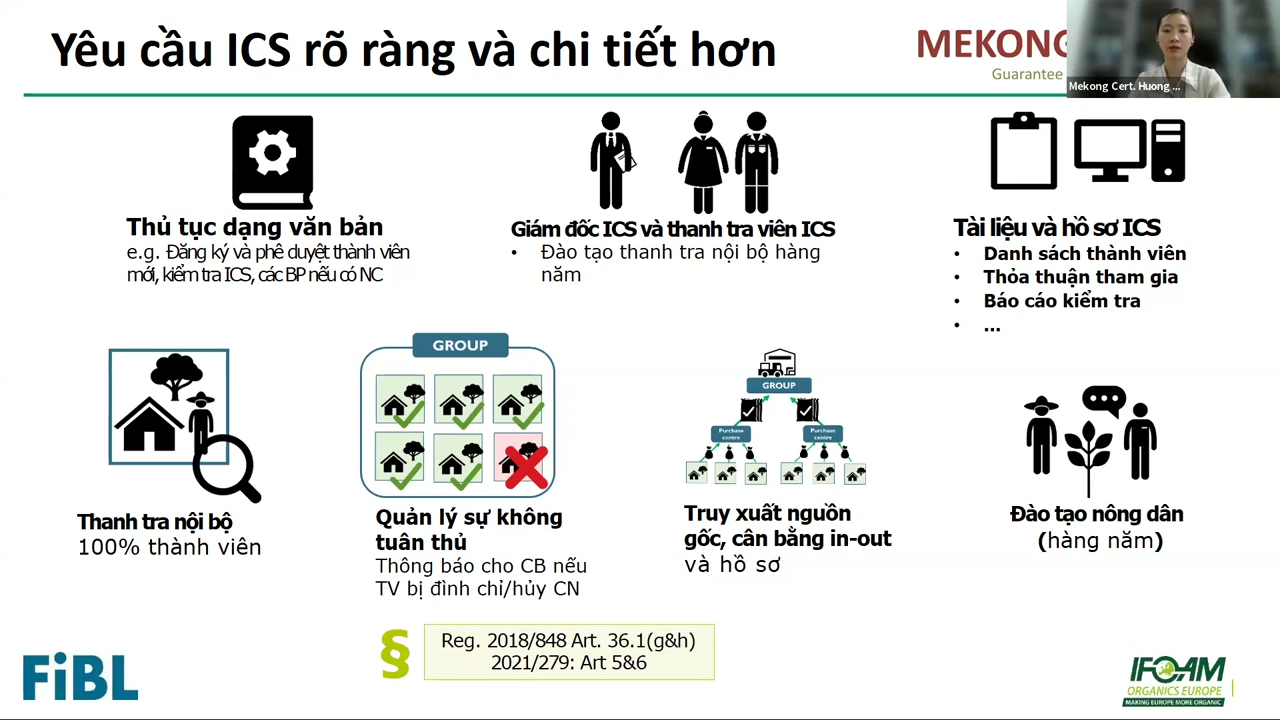 Yêu cầu ICS rõ ràng và chi tiết hơn
MEKONG
Guarantee
Mekong Cert. Huong ...
Thủ tục dạng văn bản
e.g. Đăng ký và phê duyệt thành viên
mới, kiểm tra ICS, các BP nếu có NC
Giám đốc ICS và thanh tra viên ICS
• Đào tạo thanh tra nội bộ hàng
năm
Tài liệu và hồ sơ ICS
• Danh sách thành viên
• Thỏa thuận tham gia
• Báo cáo kiểm tra
• ...
Thanh tra nội bộ
100% thành viên
GROUP
Quản lý sự không
tuân thủ
Thông báo cho CB nếu
TV bị đình chỉ/hủy CN
GROUP
Purchase
centre
Purchase
centre
Truy xuất nguồn
gốc, cân bằng in-out
và hồ sơ
Đào tạo nông dân
(hàng năm)
§
Reg. 2018/848 Art. 36.1(g&h)
2021/279: Art 5&6
FiBL
IFOAM
ORGANICS EUROPE
MAKING EUROPE MORE ORGANIC